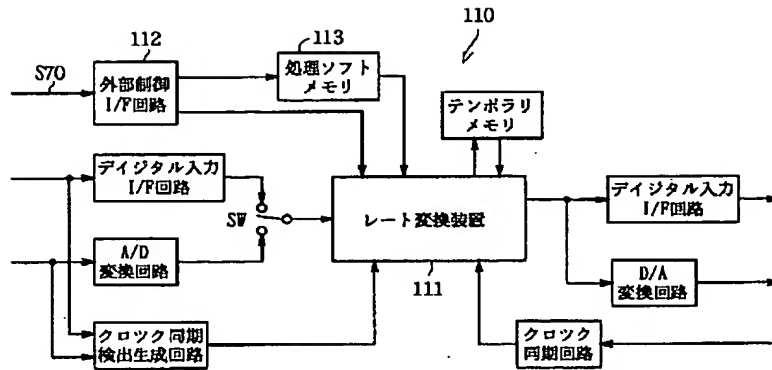 110
112
113
S70
外部制御
I/F回路
処理ソフト
メモリ
テンポラリ
メモリ
デイジタル入力
I/F回路
SW
レート変換装置
デイジタル入力
I/F回路
A/D
変換回路
111
D/A
変換回路
クロツク同期
検出生成回路
クロツク
同期回路